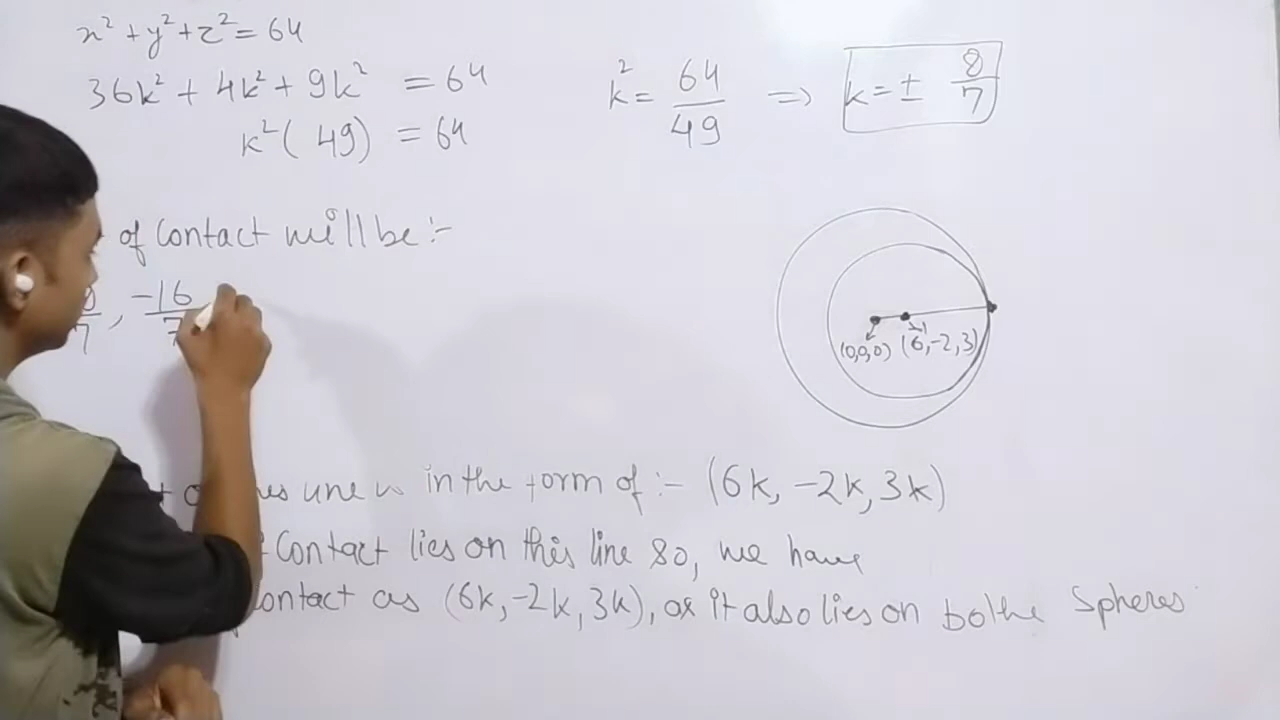 x² + y² + z² = 64
36k² + 4k² + 9k² = 64
k² ( 49) = 64
k² = 64/49 => k = ± 8/7
of Contact will be :-
7, -16/7
(0,0,0) (6,-2,3)
in the form of :- (6k, -2k, 3k)
Contact lies on this line so, we have
ontact as (6k, -2k, 3k), as it also lies on bothe Spheres